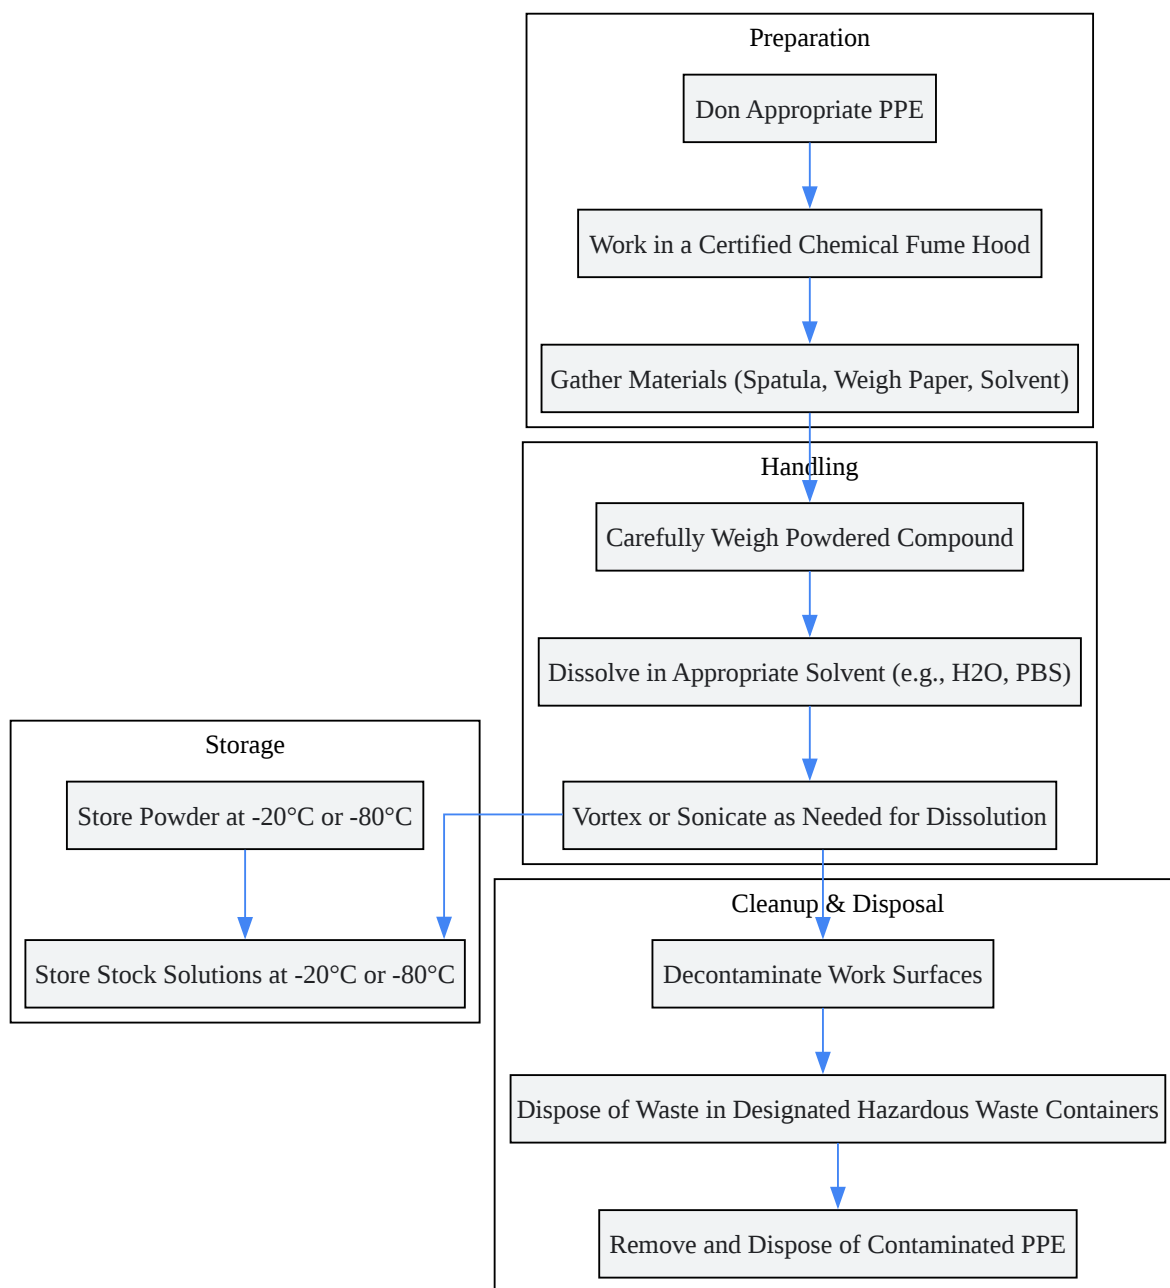 Preparation
Don Appropriate PPE
Work in a Certified Chemical Fume Hood
Gather Materials (Spatula, Weigh Paper, Solvent)
Handling
Carefully Weigh Powdered Compound
Dissolve in Appropriate Solvent (e.g., H2O, PBS)
Vortex or Sonicate as Needed for Dissolution
Storage
Store Powder at -20°C or -80°C
Store Stock Solutions at -20°C or -80°C
Cleanup & Disposal
Decontaminate Work Surfaces
Dispose of Waste in Designated Hazardous Waste Containers
Remove and Dispose of Contaminated PPE